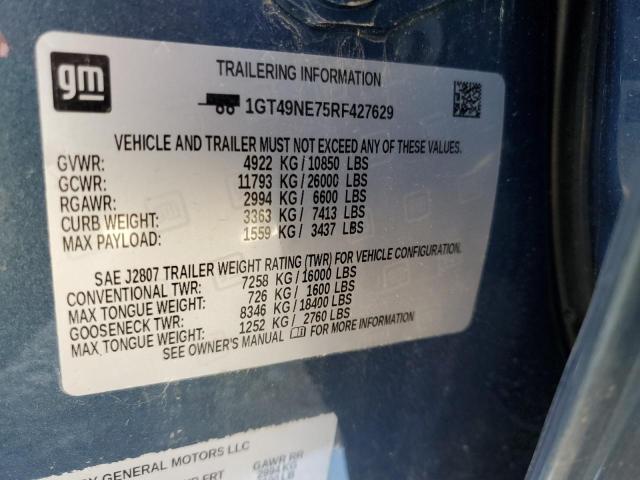 gm
TRAILERING INFORMATION
1GT49NE75RF427629
VEHICLE AND TRAILER MUST NOT EXCEED ANY OF THESE VALUES.
GVWR: 4922 KG/10850 LBS
GCWR: 11793 KG/26000 LBS
RGAWR: 2994 KG/ 6600 LBS
CURB WEIGHT: 3363 KG/ 7413 LBS
MAX PAYLOAD: 1559 KG/ 3437 LBS
SAE J2807 TRAILER WEIGHT RATING (TWR) FOR VEHICLE CONFIGURATION.
CONVENTIONAL TWR: 7258 KG/16000 LBS
MAX TONGUE WEIGHT: 726 KG/ 1600 LBS
GOOSENECK TWR: 8346 KG/18400 LBS
MAX TONGUE WEIGHT: 1252 KG/ 2760 LBS
SEE OWNER'S MANUAL FOR MORE INFORMATION
GENERAL MOTORS LLC
GAWR RR
2994 KG